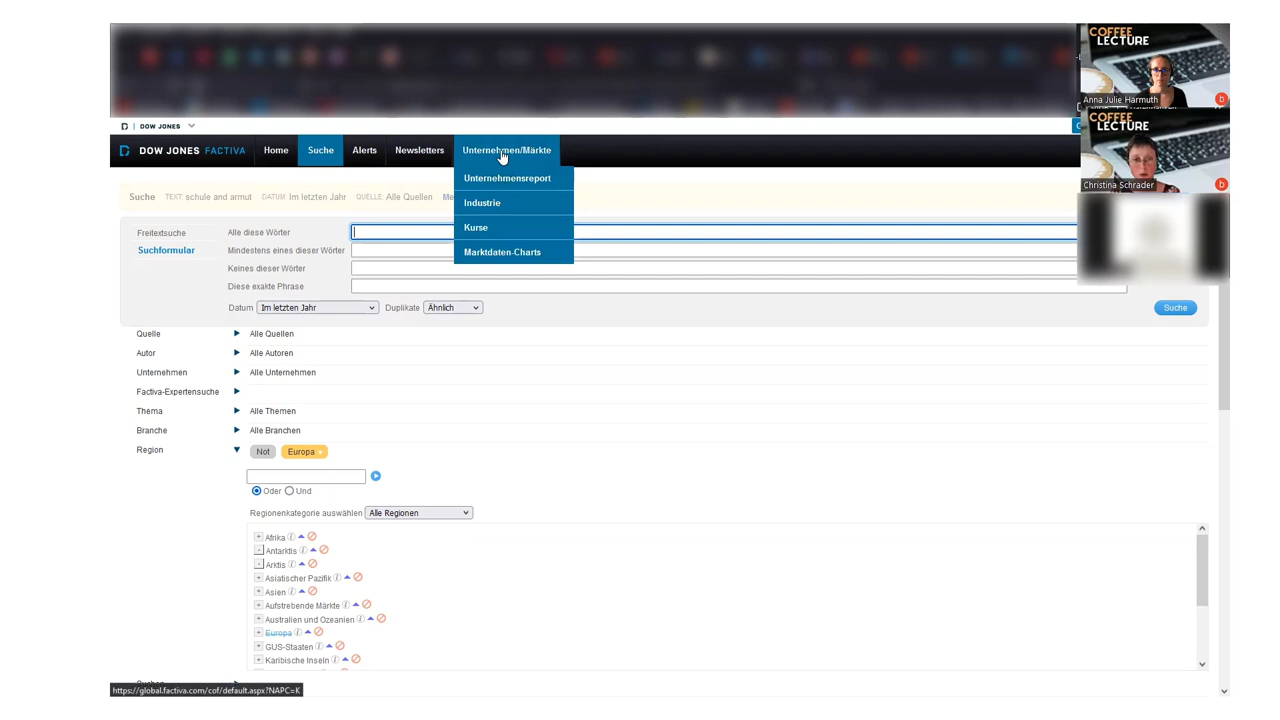 COFFEE
LECTURE
Anna Julie Harmuth
DOW JONES
DOW JONES FACTIVA Home Suche Alerts Newsletters Unternehmen/Märkte
COFFEE
LECTURE
Christina Schrader
Unternehmensreport
Industrie
Kurse
Marktdaten-Charts
Suche TEXT: schule and armut DATUM: Im letzten Jahr QUELLE: Alle Quellen
Freitextsuche Alle diese Wörter
Suchformular Mindestens eines dieser Wörter
Keines dieser Wörter
Diese exakte Phrase
Datum Im letzten Jahr Duplikate Ähnlich Suche
Quelle Alle Quellen
Autor Alle Autoren
Unternehmen Alle Unternehmen
Factiva-Expertensuche
Thema Alle Themen
Branche Alle Branchen
Region Not Europa
Oder Und
Regionenkategorie auswählen Alle Regionen
Afrika
Antarktis
Arktis
Asiatischer Pazifik
Asien
Aufstrebende Märkte
Australien und Ozeanien
Europa
GUS-Staaten
Karibische Inseln
https://global.factiva.com/cof/default.aspx?NAPC=K